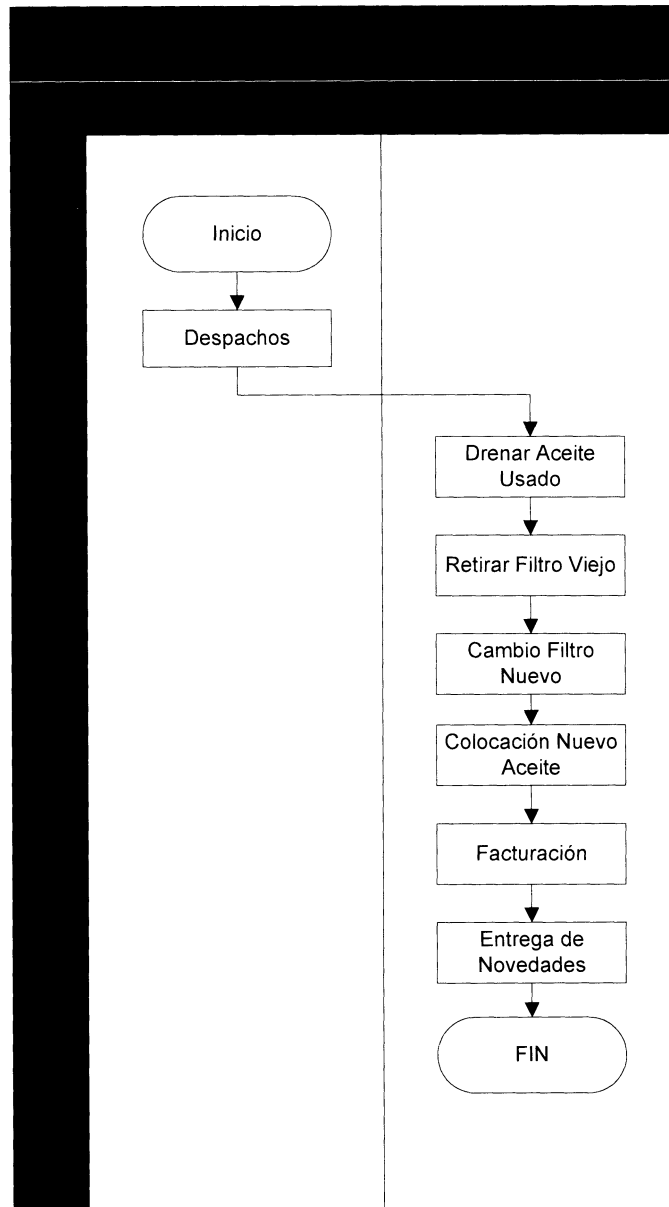 Inicio
Despachos
Drenar Aceite
Usado
Retirar Filtro Viejo
Cambio Filtro
Nuevo
Colocación Nuevo
Aceite
Facturación
Entrega de
Novedades
FIN